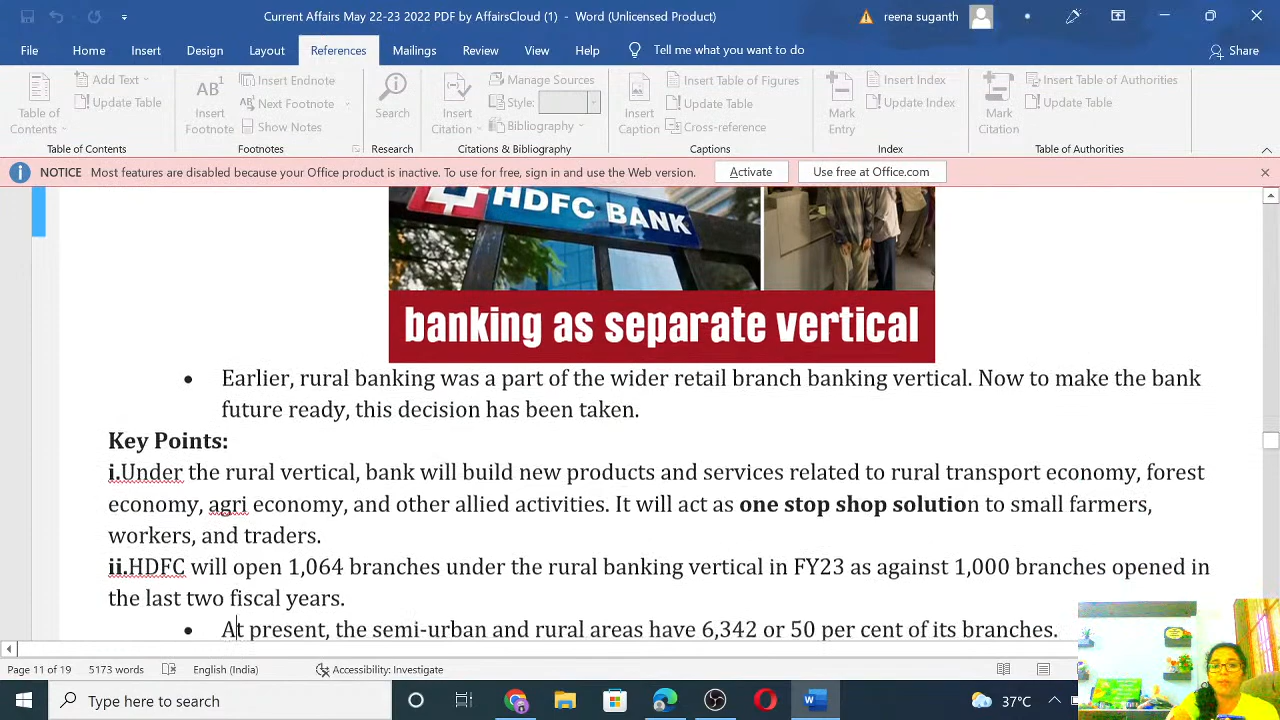 Current Affairs May 22-23 2022 PDF by AffairsCloud (1) - Word (Unlicensed Product)
reena suganth
File Home Insert Design Layout References Mailings Review View Help Tell me what you want to do Share
Table of Contents
Add Text
Update Table
Table of Contents
AB1 Insert Footnote
Insert Endnote
Next Footnote
Show Notes
Footnotes
Search
Research
Insert Citation
Manage Sources
Style:
Bibliography
Citations & Bibliography
Insert Caption
Insert Table of Figures
Update Table
Cross-reference
Captions
Mark Entry
Insert Index
Update Index
Index
Mark Citation
Insert Table of Authorities
Update Table
Table of Authorities
NOTICE Most features are disabled because your Office product is inactive. To use for free, sign in and use the Web version. Activate Use free at Office.com
HDFC BANK
banking as separate vertical
• Earlier, rural banking was a part of the wider retail branch banking vertical. Now to make the bank
future ready, this decision has been taken.
Key Points:
i.Under the rural vertical, bank will build new products and services related to rural transport economy, forest
economy, agri economy, and other allied activities. It will act as one stop shop solution to small farmers,
workers, and traders.
ii.HDFC will open 1,064 branches under the rural banking vertical in FY23 as against 1,000 branches opened in
the last two fiscal years.
• At present, the semi-urban and rural areas have 6,342 or 50 per cent of its branches.
Page 11 of 19 5173 words English (India) Accessibility: Investigate
Type here to search
37°C